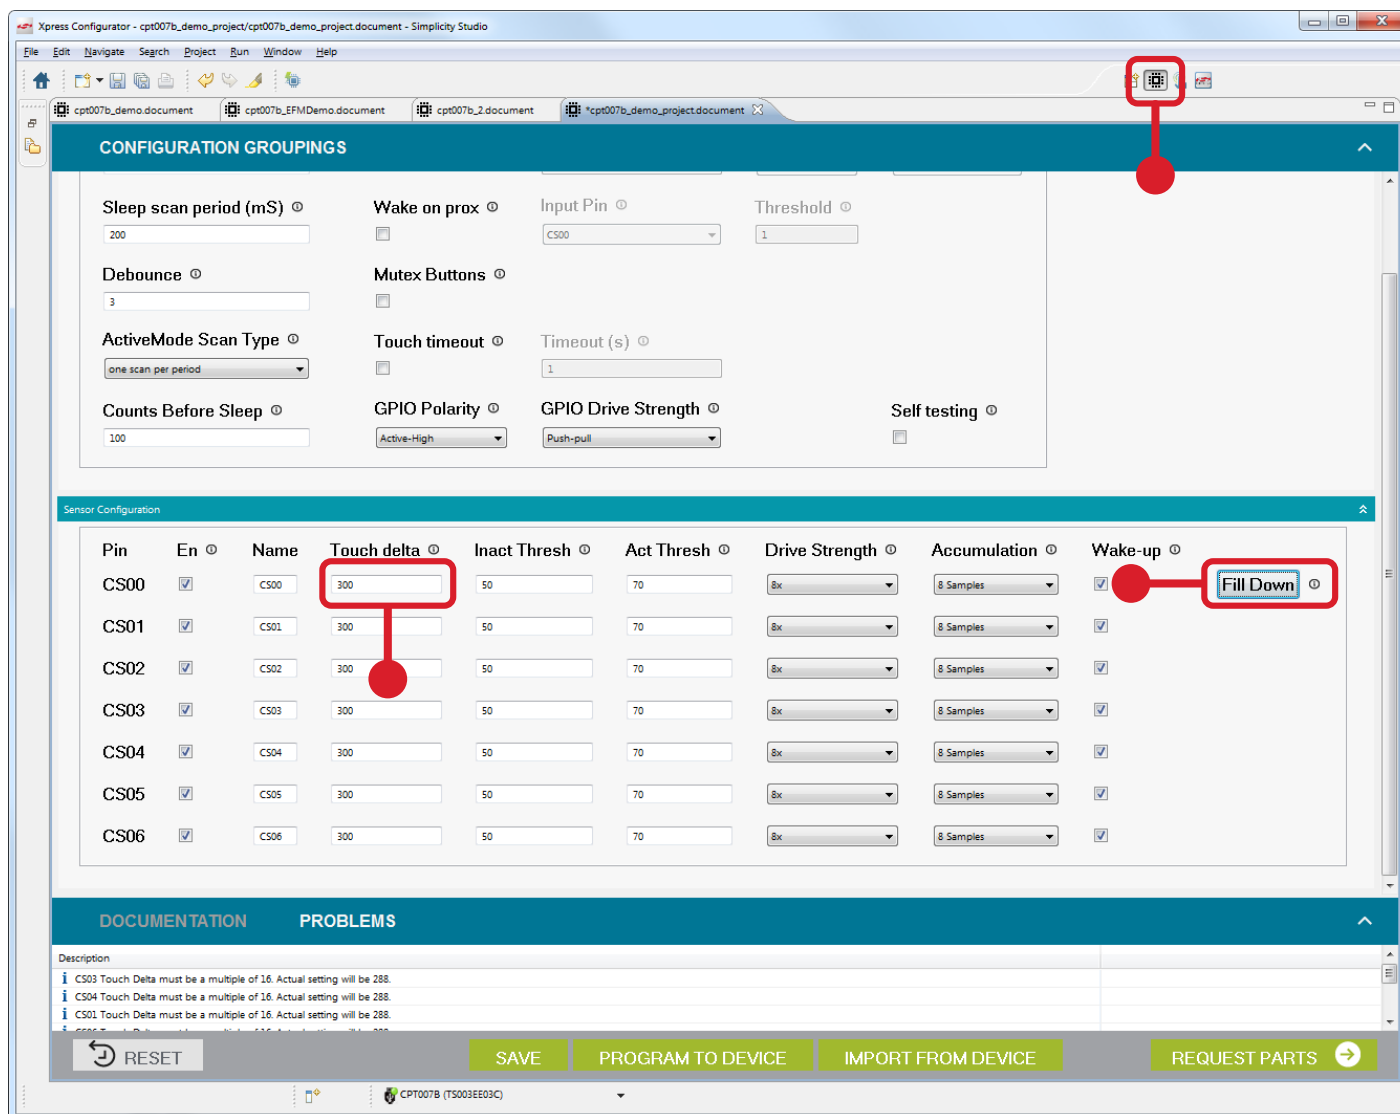 Xpress Configurator - cpt007b_demo_project/cpt007b_demo_project.document - Simplicity Studio
File Edit Navigate Search Project Run Window Help
cpt007b_demo.document cpt007b_EFMDemo.document cpt007b_2.document *cpt007b_demo_project.document
CONFIGURATION GROUPINGS
Sleep scan period (mS) Wake on prox Input Pin Threshold
200 CS00 1
Debounce Mutex Buttons
3
ActiveMode Scan Type Touch timeout Timeout (s)
one scan per period 1
Counts Before Sleep GPIO Polarity GPIO Drive Strength Self testing
100 Active-High Push-pull
Sensor Configuration
Pin En Name Touch delta Inact Thresh Act Thresh Drive Strength Accumulation Wake-up
CS00 CS00 300 50 70 8x 8 Samples Fill Down
CS01 CS01 300 50 70 8x 8 Samples
CS02 CS02 300 50 70 8x 8 Samples
CS03 CS03 300 50 70 8x 8 Samples
CS04 CS04 300 50 70 8x 8 Samples
CS05 CS05 300 50 70 8x 8 Samples
CS06 CS06 300 50 70 8x 8 Samples
DOCUMENTATION PROBLEMS
Description
CS03 Touch Delta must be a multiple of 16. Actual setting will be 288.
CS04 Touch Delta must be a multiple of 16. Actual setting will be 288.
CS01 Touch Delta must be a multiple of 16. Actual setting will be 288.
RESET SAVE PROGRAM TO DEVICE IMPORT FROM DEVICE REQUEST PARTS
CPT007B (TS003EE03C)